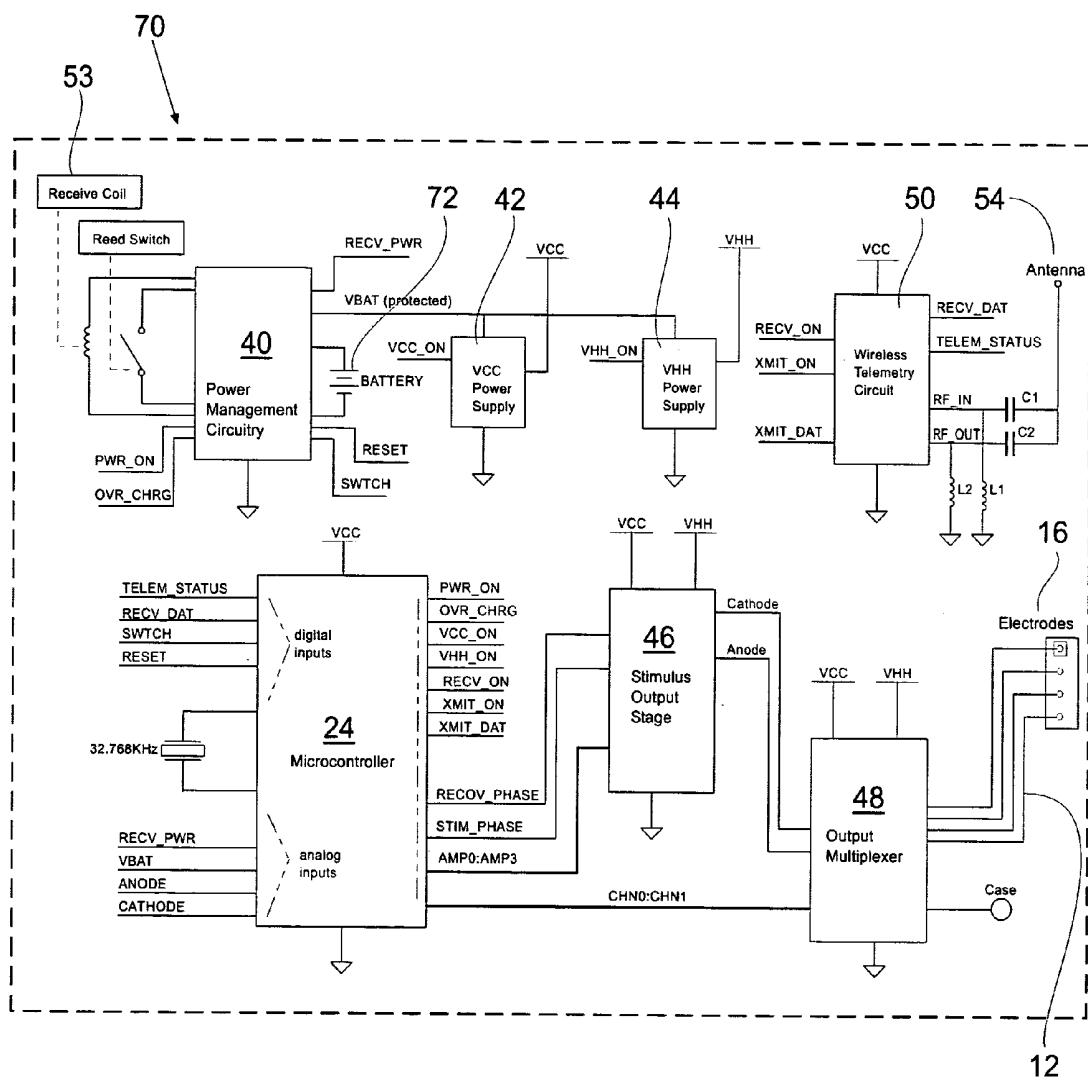 70
53
Receive Coil
72
42
44
50
54
Reed Switch
RECV_PWR
VCC
VHH
VCC
Antenna
VBAT (protected)
RECV_DAT
RECV_ON
VCC_ON
VHH_ON
TELEM_STATUS
40
VCC
Power
Supply
VHH
Power
Supply
Wireless
Telemetry
Circuit
XMIT_ON
BATTERY
Power
Management
Circuitry
RF_IN
C1
XMIT_DAT
RF_OUT
C2
RESET
PWR_ON
SWTCH
OVR_CHRG
L2
L1
VCC
VCC
VHH
16
TELEM_STATUS
PWR_ON
Electrodes
RECV_DAT
OVR_CHRG
Cathode
SWTCH
digital
inputs
VCC_ON
46
RESET
VHH_ON
Anode
RECV_ON
Stimulus
Output
Stage
VCC
VHH
XMIT_ON
24
XMIT_DAT
32.768KHz
Microcontroller
RECOV_PHASE
48
STIM_PHASE
Output
Multiplexer
RECV_PWR
VBAT
analog
inputs
AMP0:AMP3
ANODE
CHN0:CHN1
Case
CATHODE
12